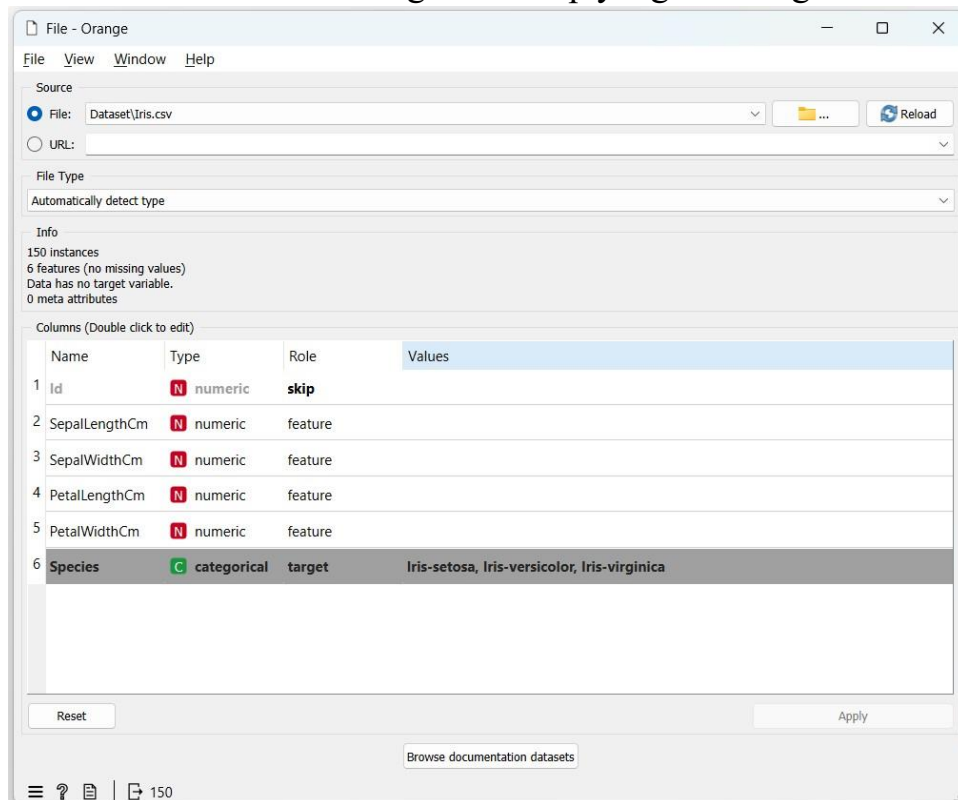 File - Orange
File View Window Help
Source
File: Dataset\Iris.csv ... Reload
URL:
File Type
Automatically detect type
Info
150 instances
6 features (no missing values)
Data has no target variable.
0 meta attributes
Columns (Double click to edit)
Name Type Role Values
1 Id N numeric skip
2 SepalLengthCm N numeric feature
3 SepalWidthCm N numeric feature
4 PetalLengthCm N numeric feature
5 PetalWidthCm N numeric feature
6 Species C categorical target Iris-setosa, Iris-versicolor, Iris-virginica
Reset Apply
Browse documentation datasets
? 150